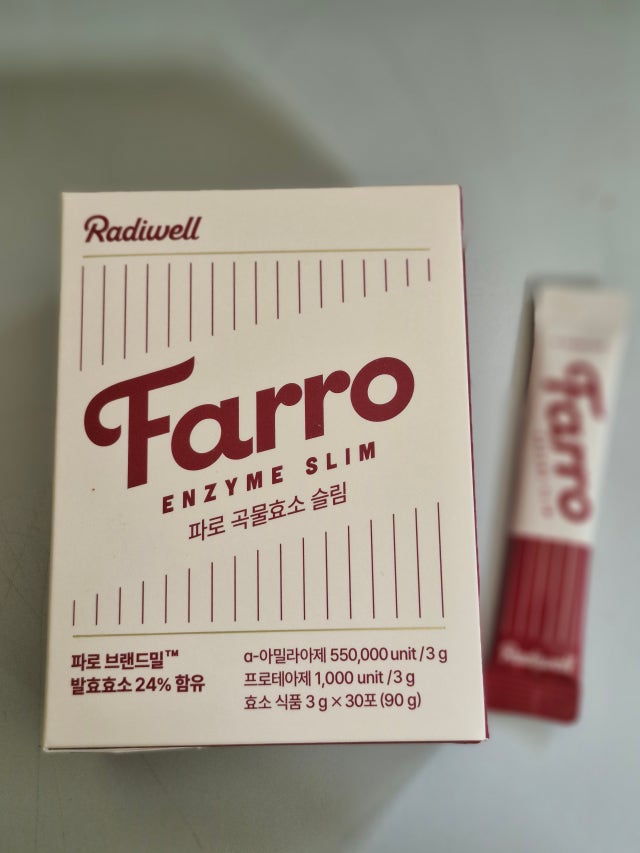 Radiwell
Farro
ENZYME SLIM
파로 곡물효소 슬림
파로 브랜드밀™
발효효소 24% 함유
α-아밀라아제 550,000 unit / 3 g
프로테아제 1,000 unit / 3 g
효소 식품 3 g × 30포 (90 g)
Farro
Radiwell